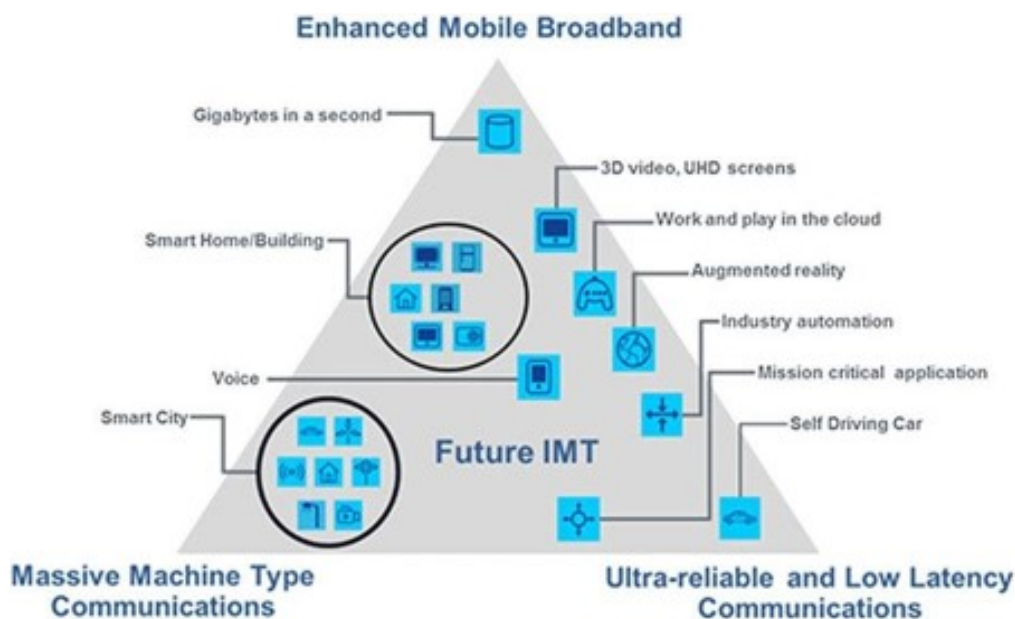 Enhanced Mobile Broadband
Gigabytes in a second
3D video, UHD screens
Work and play in the cloud
Smart Home/Building
Augmented reality
Industry automation
Voice
Mission critical application
Smart City
Self Driving Car
Future IMT
Massive Machine Type
Communications
Ultra-reliable and Low Latency
Communications